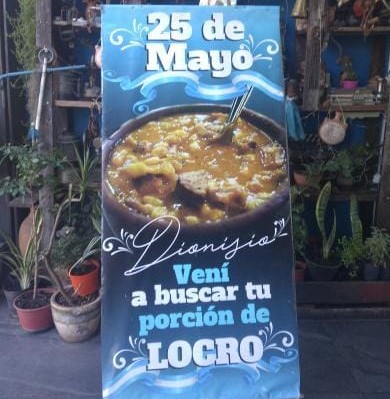 25 de
Mayo
Dionisio
Vení
a buscar tu
porción de
LOCRO